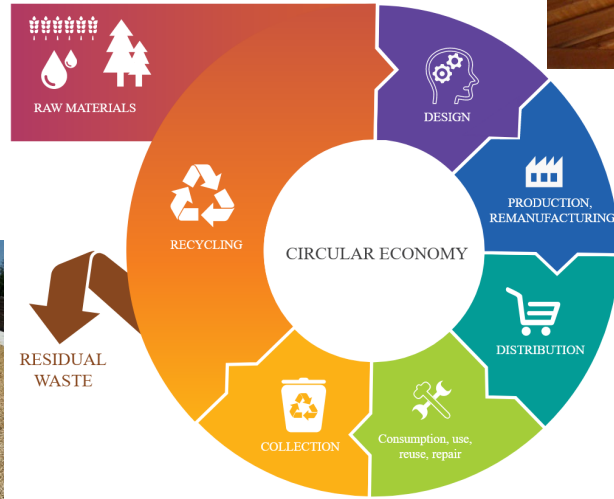 RAW MATERIALS
DESIGN
PRODUCTION,
REMANUFACTURING
RECYCLING
CIRCULAR ECONOMY
DISTRIBUTION
RESIDUAL
WASTE
COLLECTION
Consumption, use,
reuse, repair